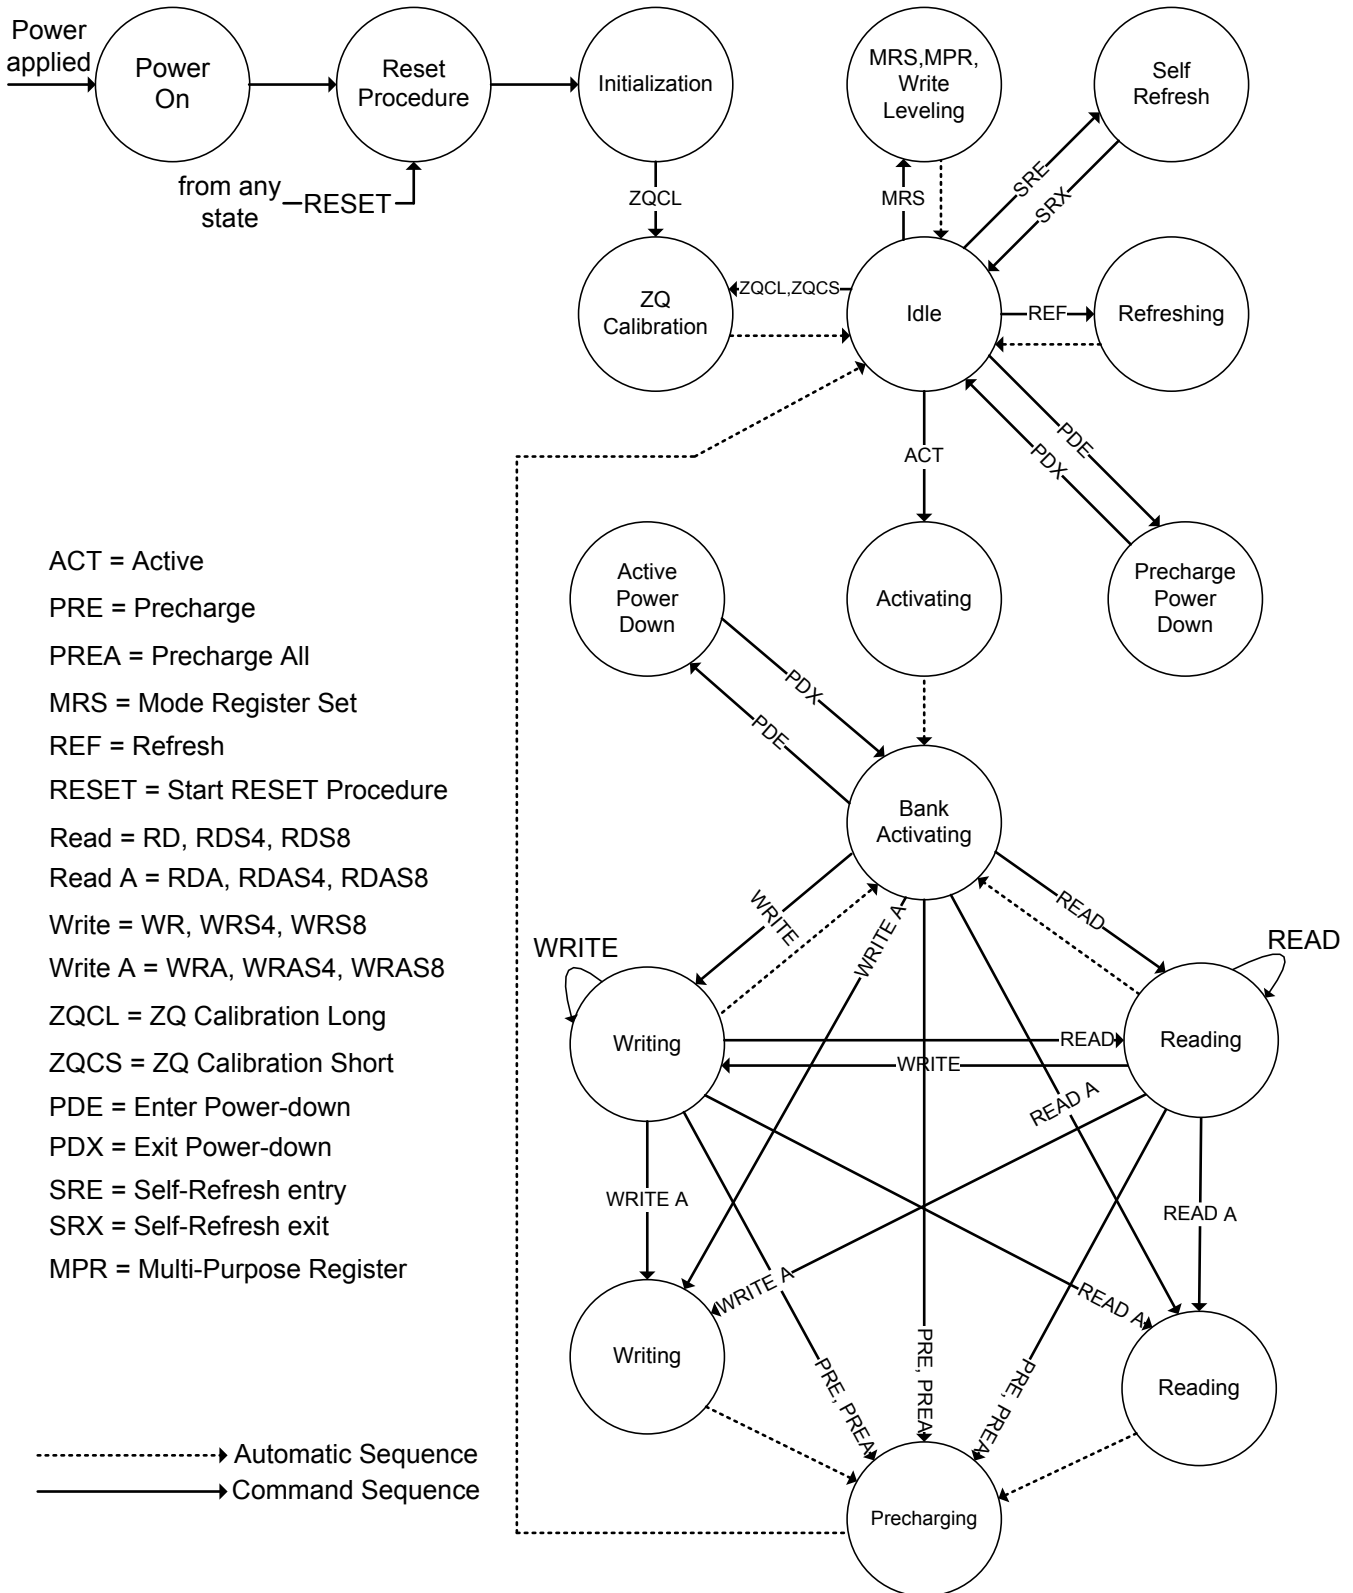 Power
applied
Power
On
Reset
Procedure
Initialization
MRS,MPR,
Write
Leveling
Self
Refresh
from any
state
RESET
ZQCL
MRS
SRE
SRX
ZQ
Calibration
ZQCL,ZQCS
Idle
REF
Refreshing
ACT
PDE
PDX
Active
Power
Down
Activating
Precharge
Power
Down
PDX
PDE
Bank
Activating
WRITE
WRITE A
READ
WRITE
READ
Writing
READ
WRITE
Reading
READ A
WRITE A
READ A
WRITE A
READ A
Writing
PRE, PREA
PRE, PREA
PRE, PREA
Reading
Precharging
ACT = Active
PRE = Precharge
PREA = Precharge All
MRS = Mode Register Set
REF = Refresh
RESET = Start RESET Procedure
Read = RD, RDS4, RDS8
Read A = RDA, RDAS4, RDAS8
Write = WR, WRS4, WRS8
Write A = WRA, WRAS4, WRAS8
ZQCL = ZQ Calibration Long
ZQCS = ZQ Calibration Short
PDE = Enter Power-down
PDX = Exit Power-down
SRE = Self-Refresh entry
SRX = Self-Refresh exit
MPR = Multi-Purpose Register
Automatic Sequence
Command Sequence